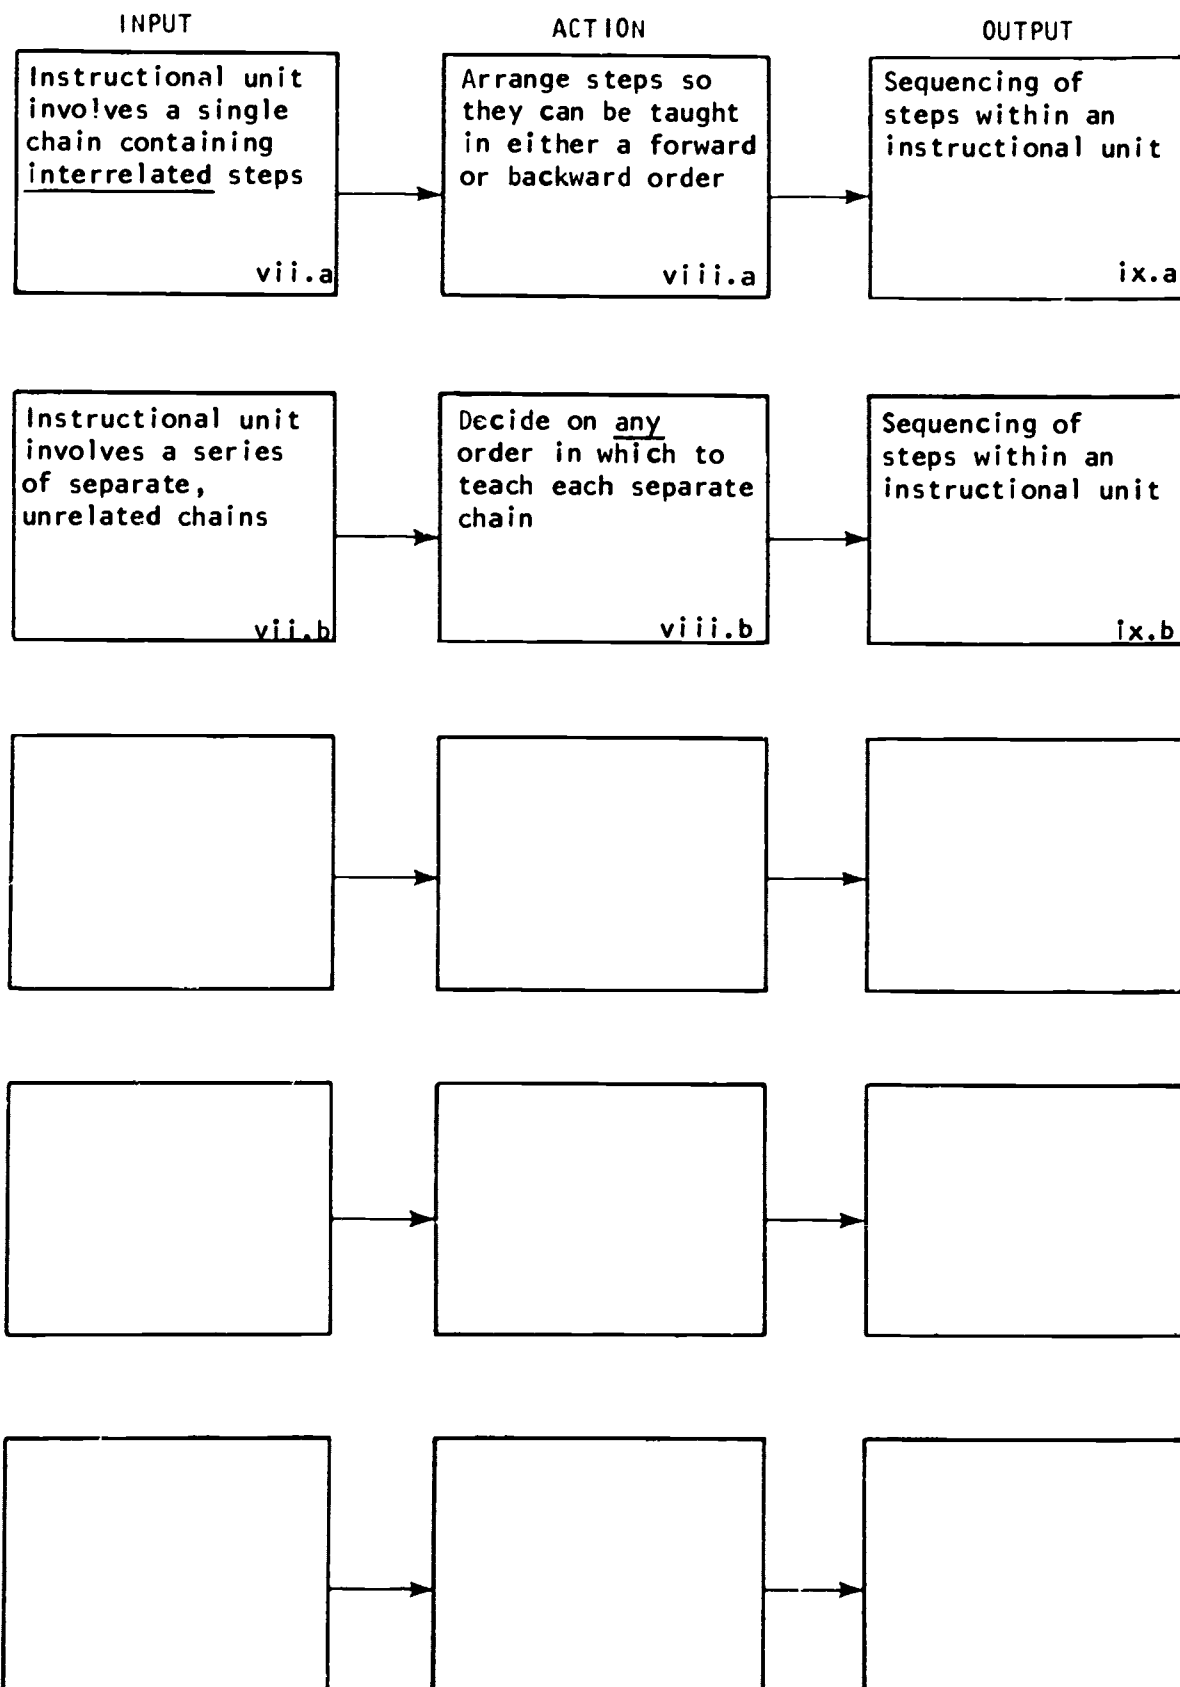 INPUT
ACTION
OUTPUT
Instructional unit
involves a single
chain containing
interrelated steps
vii.a
Arrange steps so
they can be taught
in either a forward
or backward order
viii.a
Sequencing of
steps within an
instructional unit
ix.a
Instructional unit
involves a series
of separate,
unrelated chains
vii.b
Decide on any
order in which to
teach each separate
chain
viii.b
Sequencing of
steps within an
instructional unit
ix.b